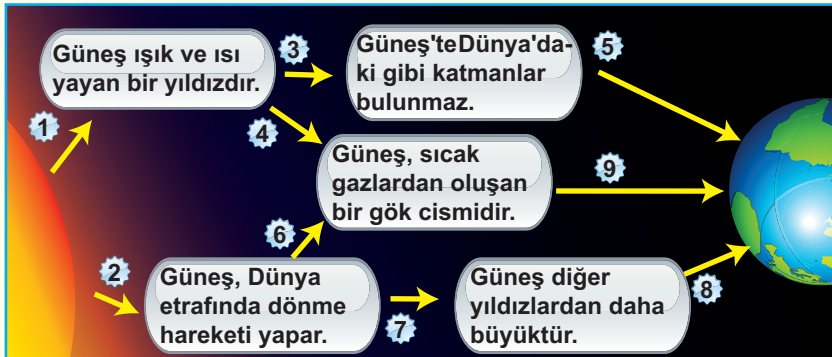 1
Güneş ışık ve ısı
yayan bir yıldızdır.
3
Güneş'teDünya'da-
ki gibi katmanlar
bulunmaz.
5
4
Güneş, sıcak
gazlardan oluşan
bir gök cismidir.
9
6
2
Güneş, Dünya
etrafında dönme
hareketi yapar.
7
Güneş diğer
yıldızlardan daha
büyüktür.
8